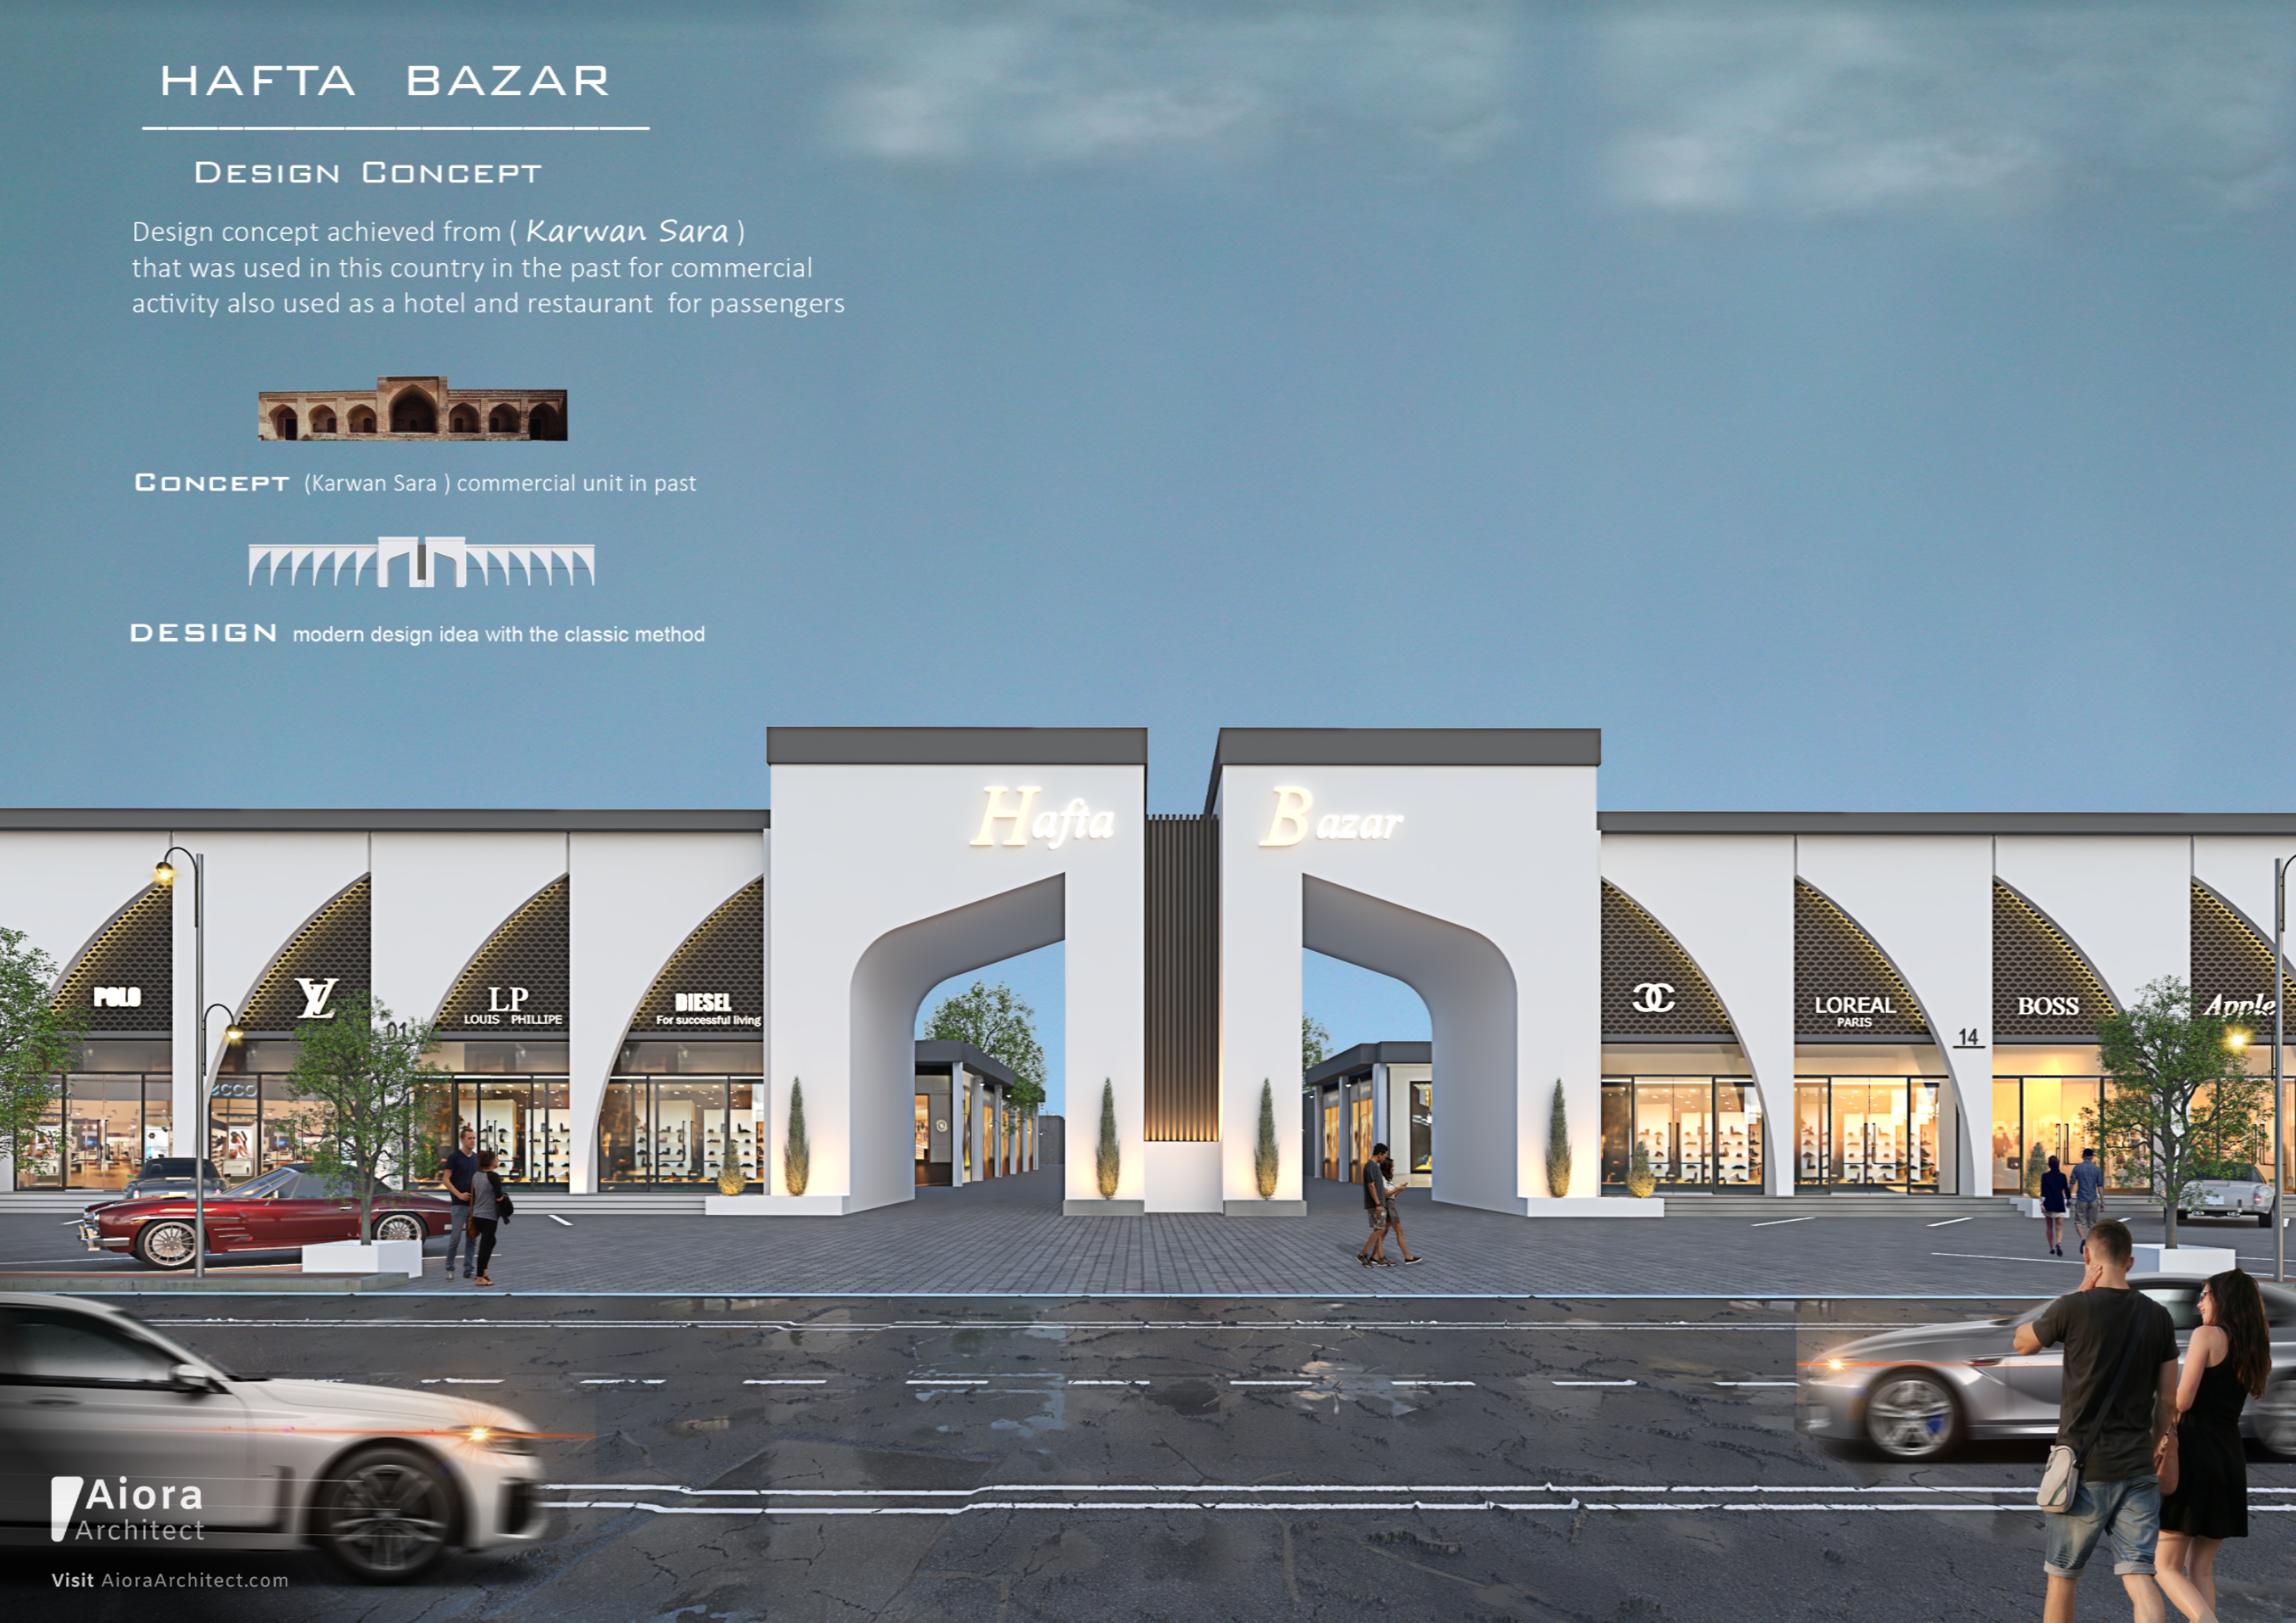 HAFTA BAZAR
DESIGN CONCEPT
Design concept achieved from ( Karwan Sara )
that was used in this country in the past for commercial
activity also used as a hotel and restaurant for passengers
CONCEPT (Karwan Sara ) commercial unit in past
DESIGN modern design idea with the classic method
Hafta Bazar
POLO
LV
LP
LOUIS PHILLIPE
DIESEL
For successful living
LOREAL
PARIS
BOSS
Apple
01
14
ecco
Aiora
Architect
Visit AioraArchitect.com